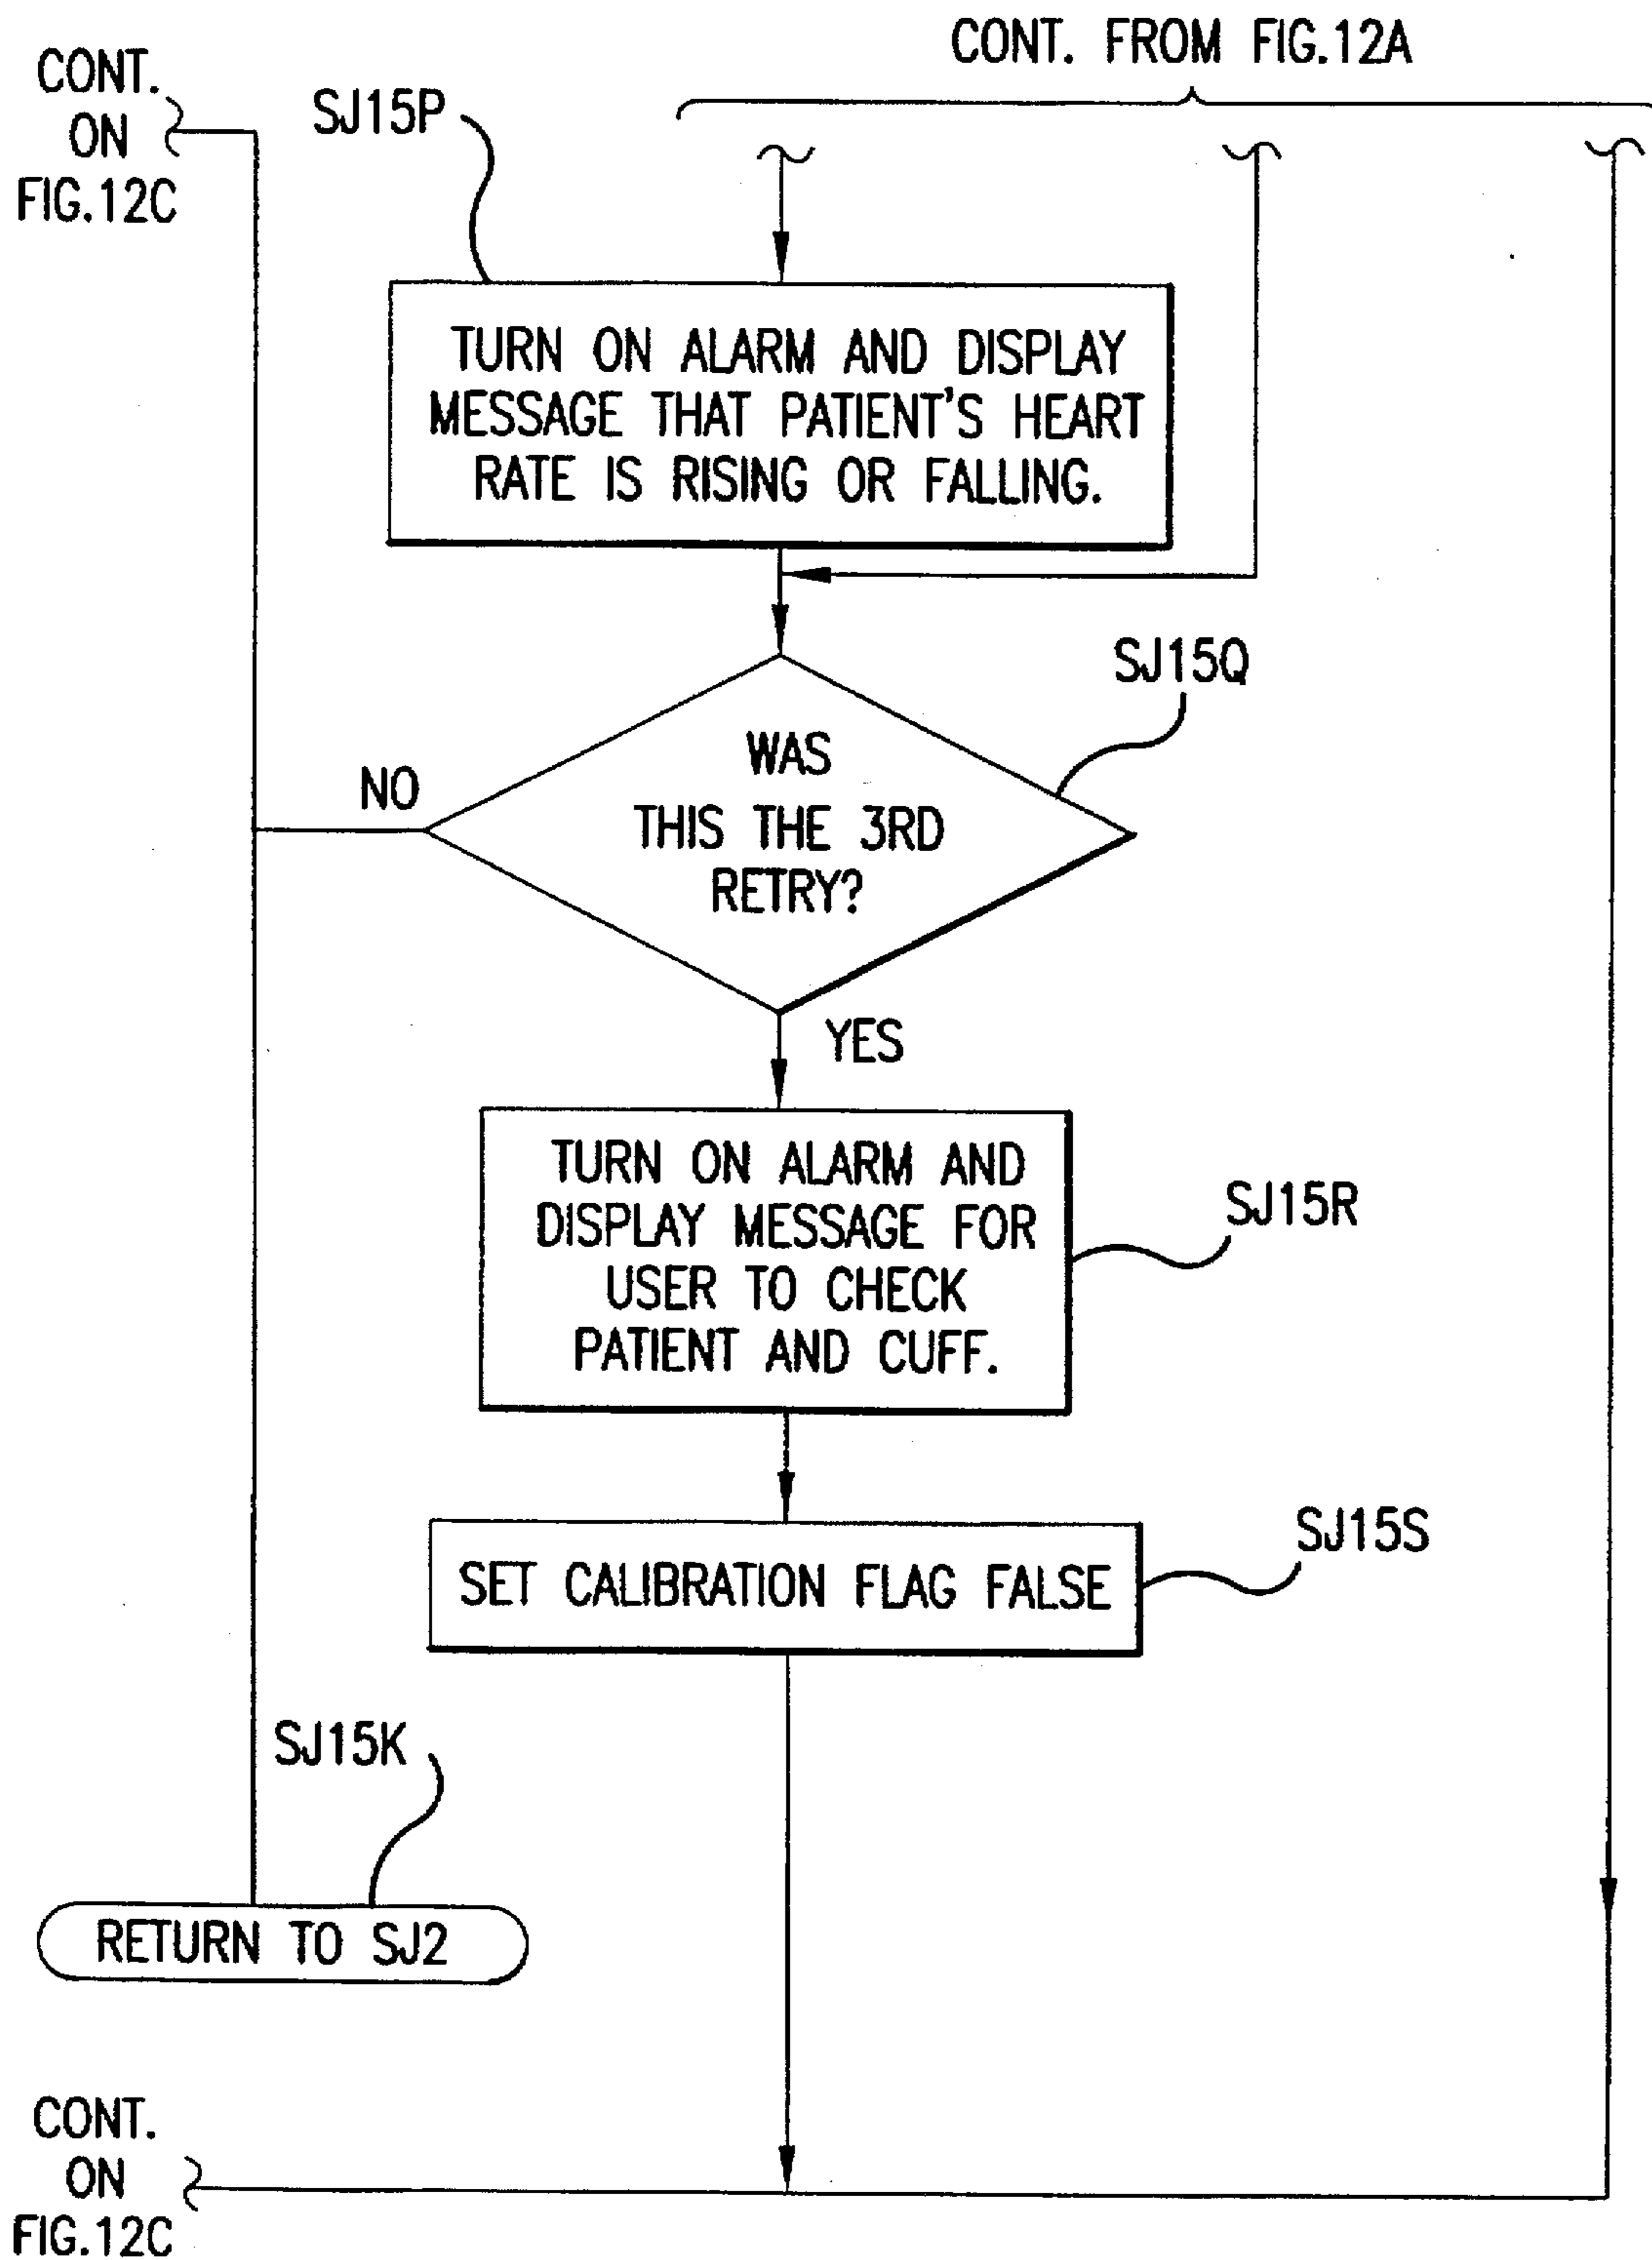 CONT. FROM FIG.12A
CONT.
ON
FIG.12C
SJ15P
TURN ON ALARM AND DISPLAY
MESSAGE THAT PATIENT'S HEART
RATE IS RISING OR FALLING.
SJ15Q
WAS
THIS THE 3RD
RETRY?
NO
YES
TURN ON ALARM AND
DISPLAY MESSAGE FOR
USER TO CHECK
PATIENT AND CUFF.
SJ15R
SET CALIBRATION FLAG FALSE
SJ15S
SJ15K
RETURN TO SJ2
CONT.
ON
FIG.12C